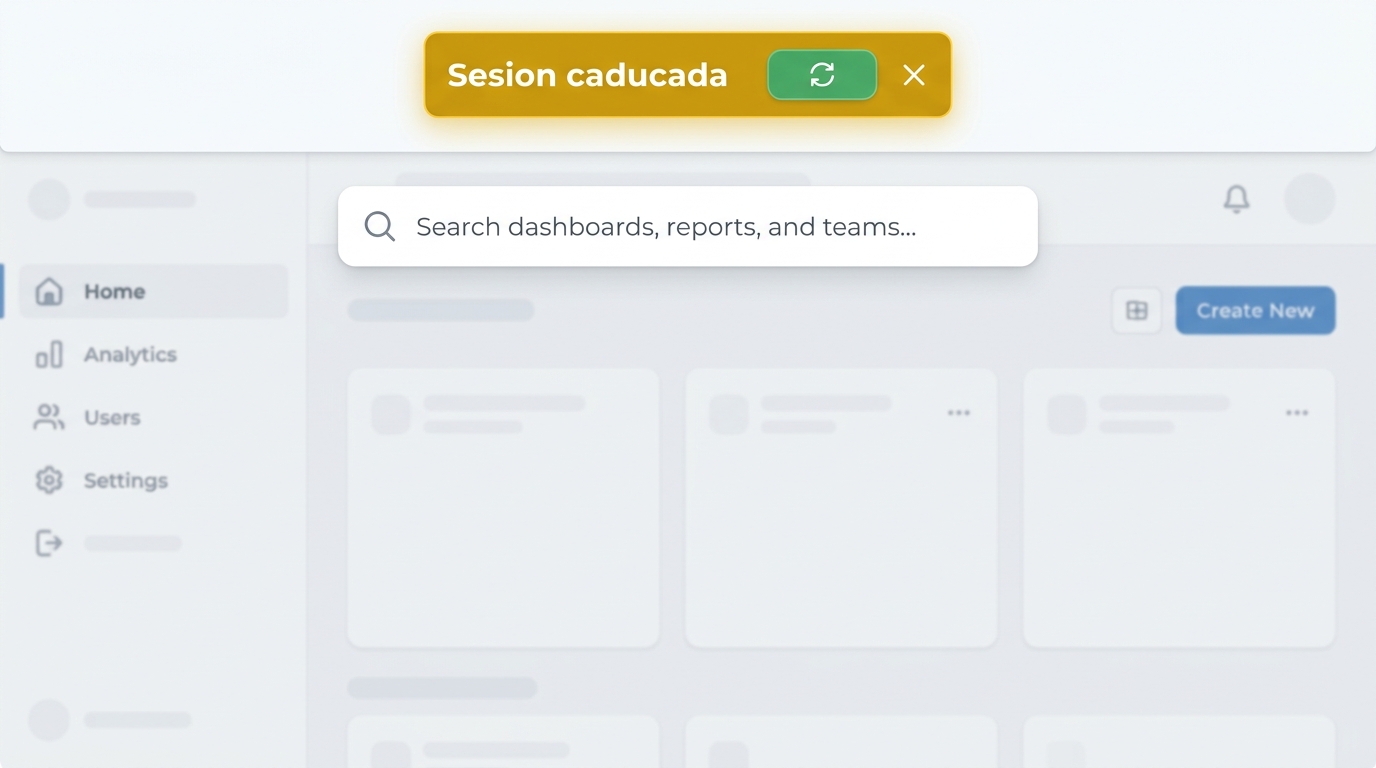 Sesion caducada
Search dashboards, reports, and teams...
Home
Create New
Analytics
Users
Settings